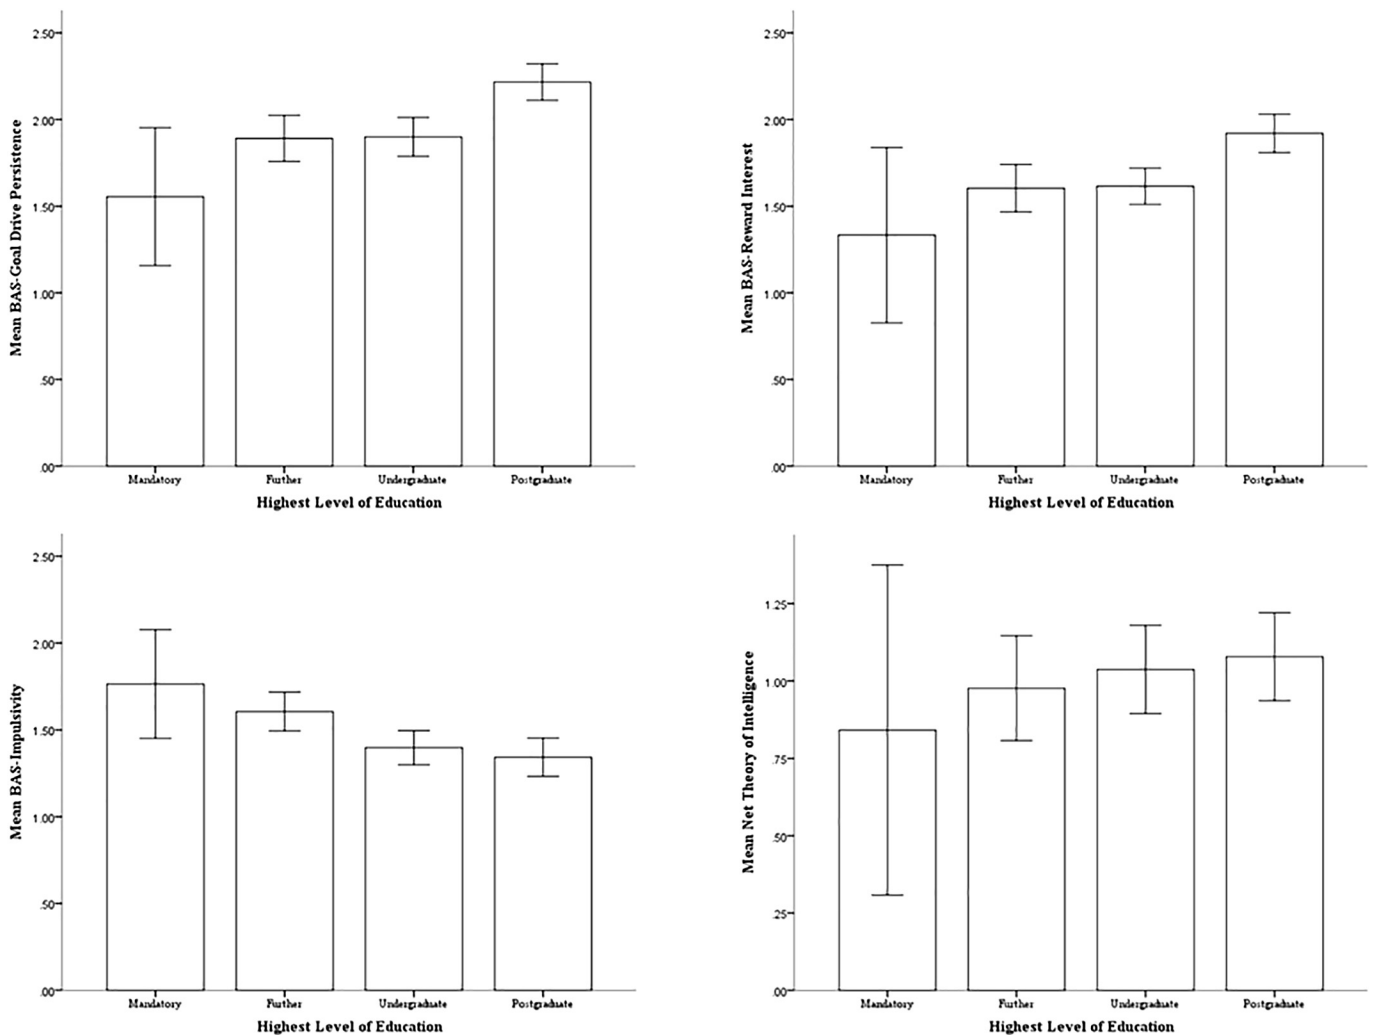 Mean BAS-Goal Drive Persistence
2.50
2.00
1.50
1.00
.50
.00
Mandatory Further Undergraduate Postgraduate
Highest Level of Education
Mean BAS-Reward Interest
2.50
2.00
1.50
1.00
.50
.00
Mandatory Further Undergraduate Postgraduate
Highest Level of Education
Mean BAS-Impulsivity
2.50
2.00
1.50
1.00
.50
.00
Mandatory Further Undergraduate Postgraduate
Highest Level of Education
Mean Net Theory of Intelligence
1.25
1.00
.75
.50
.25
.00
Mandatory Further Undergraduate Postgraduate
Highest Level of Education